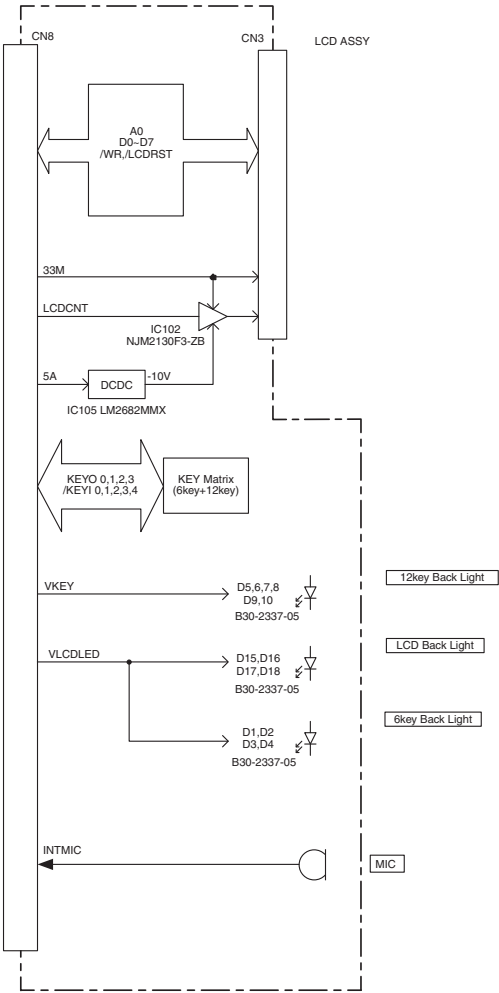 CN8
CN3
LCD ASSY
A0
D0~D7
/WR,/LCDRST
33M
LCDCNT
IC102
NJM2130F3-ZB
5A
DCDC
-10V
IC105 LM2682MMX
KEYO 0,1,2,3
/KEYI 0,1,2,3,4
KEY Matrix
(6key+12key)
VKEY
D5,6,7,8
D9,10
B30-2337-05
12key Back Light
VLCDLED
D15,D16
D17,D18
B30-2337-05
LCD Back Light
D1,D2
D3,D4
B30-2337-05
6key Back Light
INTMIC
MIC